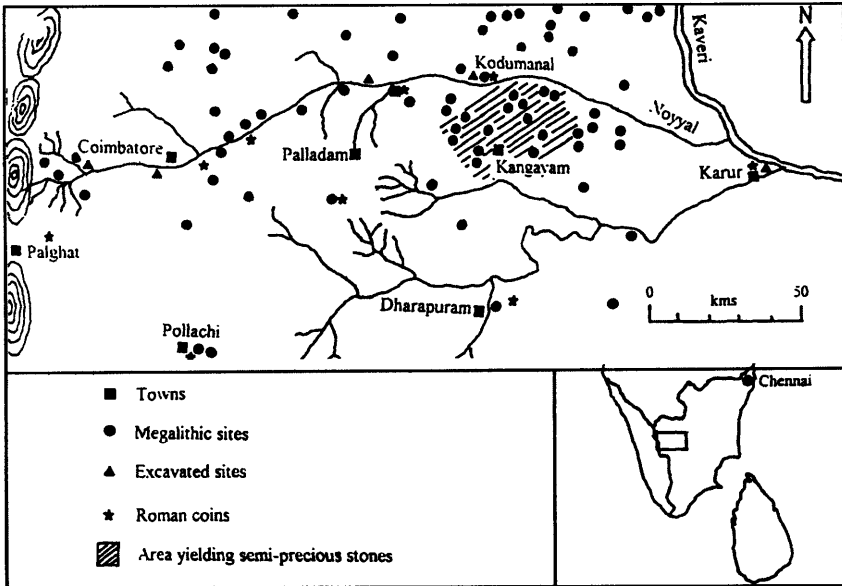 N
Kaveri
Kodumanal
Noyyal
Coimbatore
Palladam
Kangayam
Karur
Palghat
Dharapuram
0 50
kms
Pollachi
Towns
Megalithic sites
Excavated sites
Roman coins
Area yielding semi-precious stones
Chennai